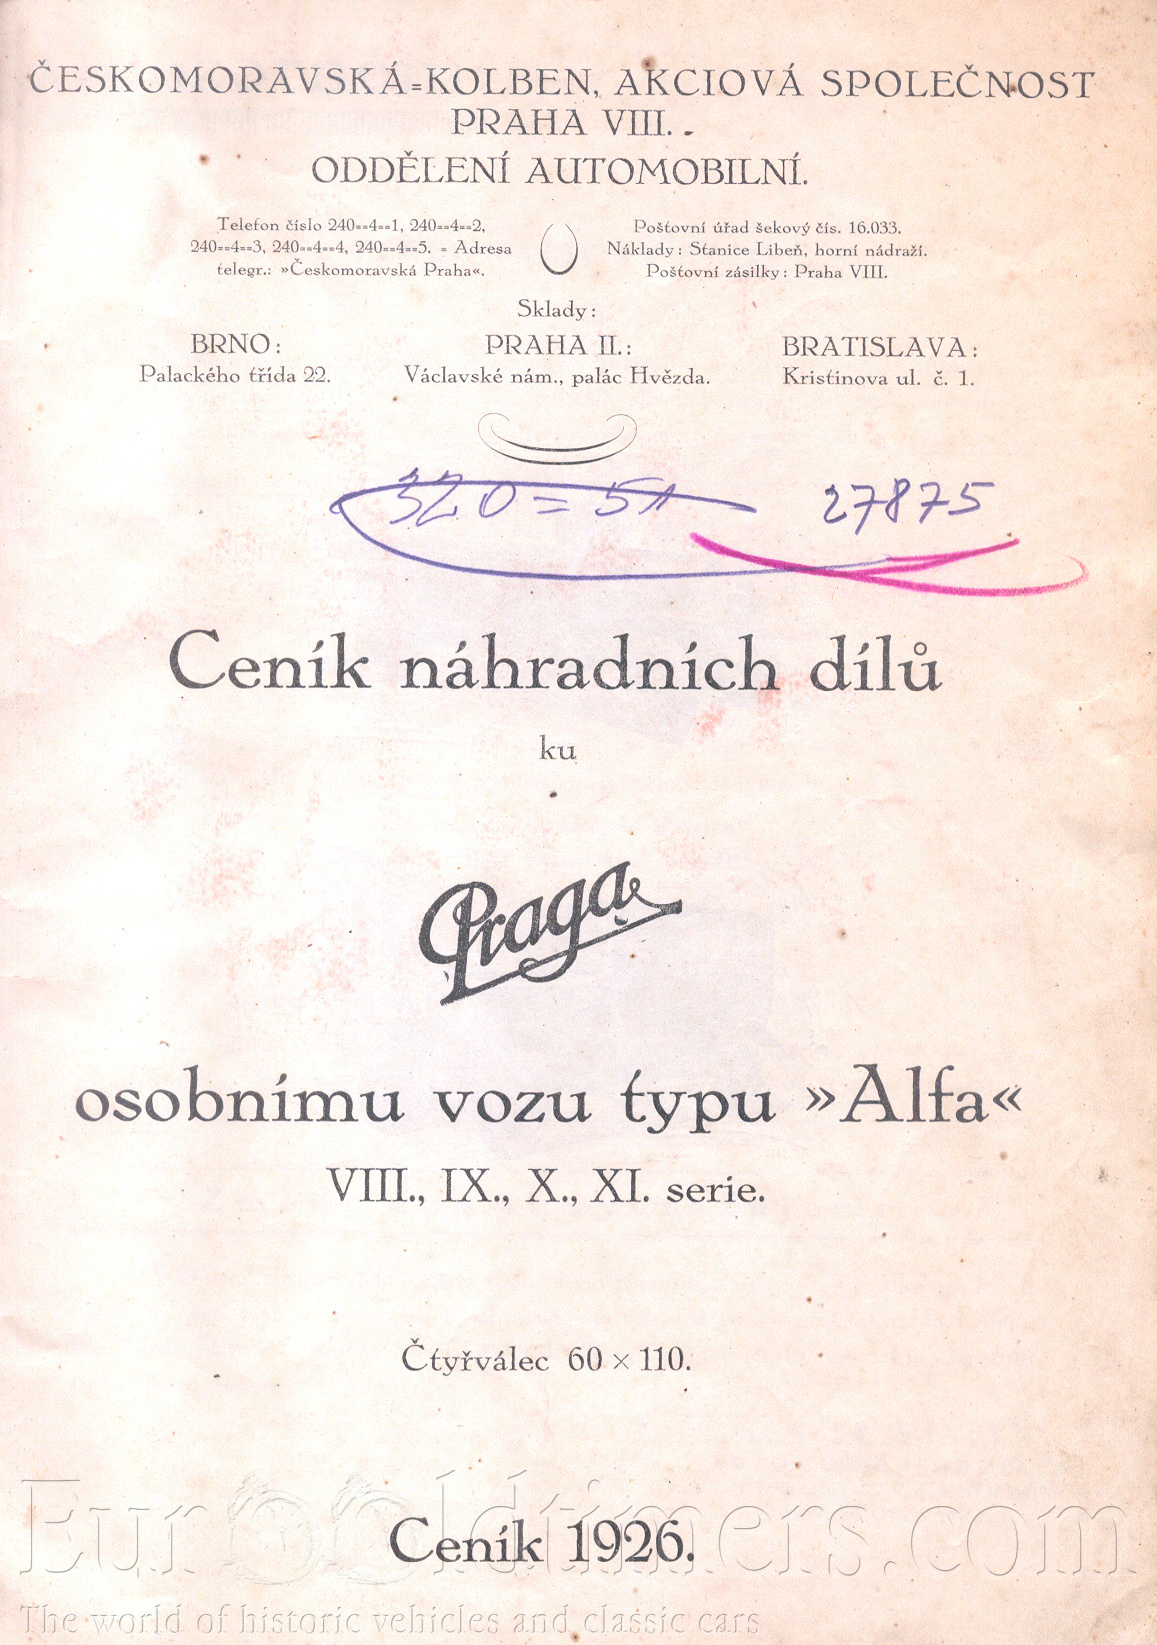 ČESKOMORAVSKÁ=KOLBEN, AKCIOVÁ SPOLEČNOST
PRAHA VIII.
ODDĚLENÍ AUTOMOBILNÍ.
Telefon číslo 240==4==1, 240==4==2,
240==4==3, 240==4==4, 240==4==5. = Adresa
telegr.: »Českomoravská Praha«.
Poštovní úřad šekový čís. 16.033.
Náklady: Stanice Libeň, horní nádraží.
Poštovní zásilky: Praha VIII.
Sklady:
BRNO:
Palackého třída 22.
PRAHA II.:
Václavské nám., palác Hvězda.
BRATISLAVA:
Kristinova ul. č. 1.
320 = 27875
Ceník náhradních dílů
ku
Praga
osobnímu vozu typu »Alfa«
VIII., IX., X., XI. serie.
Čtyřválec 60 × 110.
Ceník 1926.
EurOOldtimers.com
The world of historic vehicles and classic cars